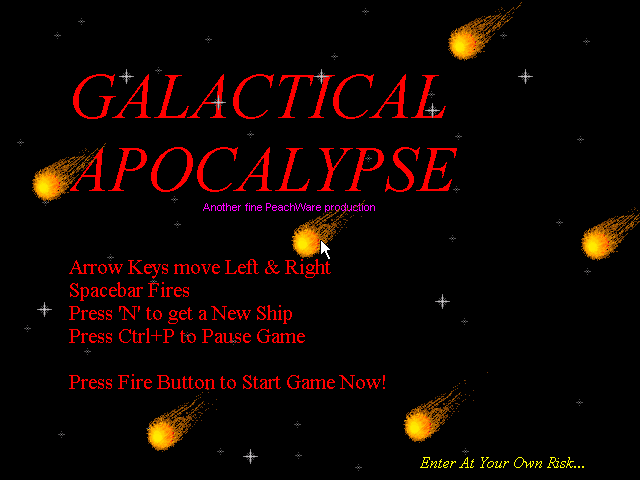 GALACTICAL
APOCALYPSE
Another fine PeachWare production
Arrow Keys move Left & Right
Spacebar Fires
Press 'N' to get a New Ship
Press Ctrl+P to Pause Game
Press Fire Button to Start Game Now!
Enter At Your Own Risk...